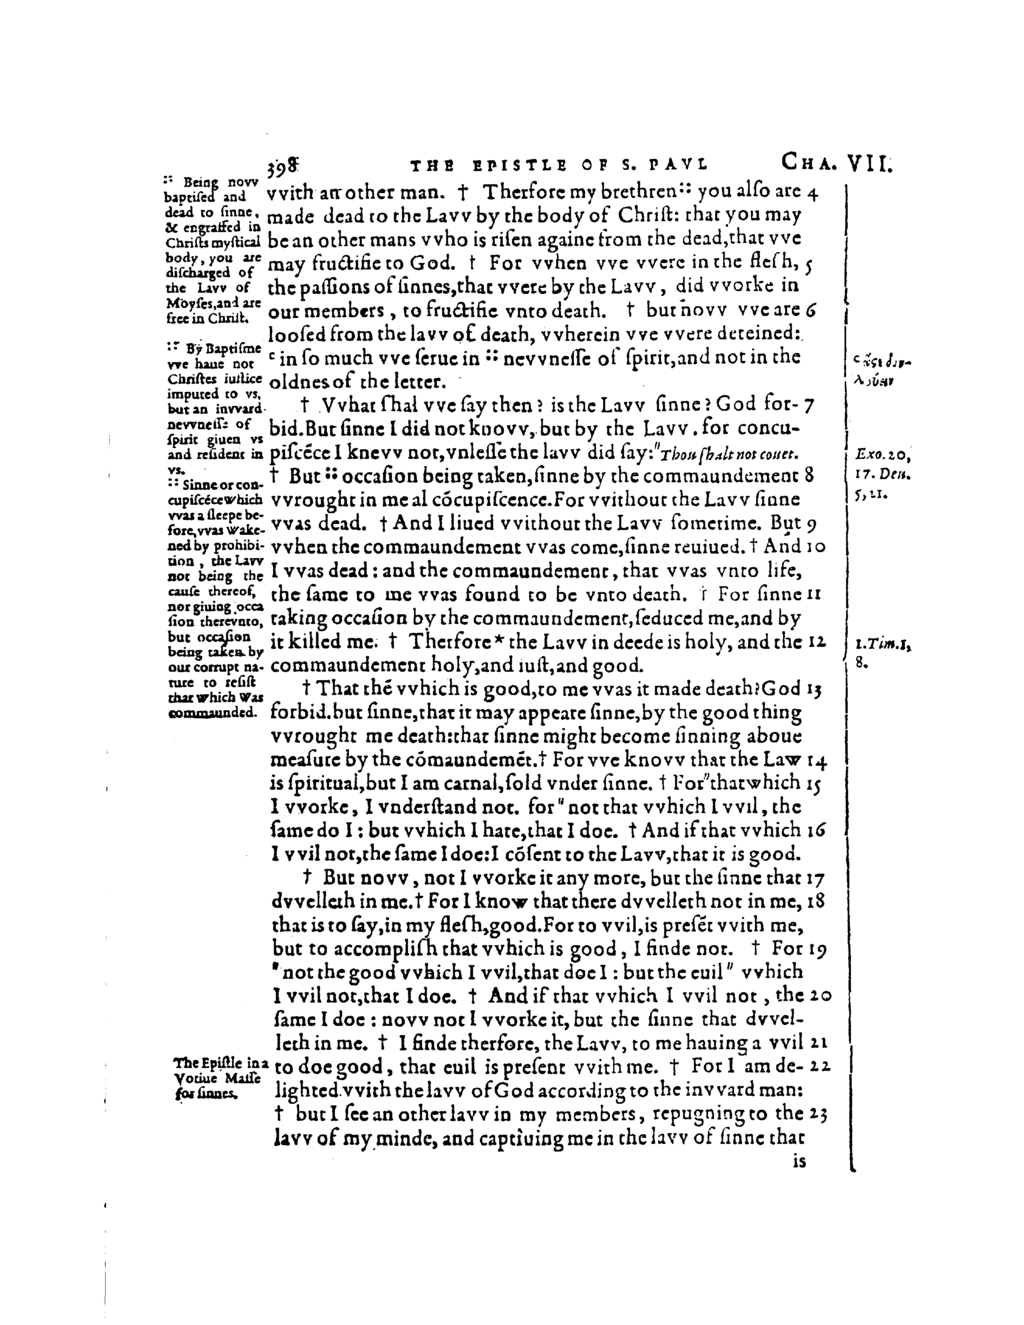 398 THE EPISTLE OF S. PAVL CHA. VII.
vvith an other man. † Therfore my brethren :: you alſo are 4
made dead to the Lavv by the body of Chriſt: that you may
be an other mans vvho is riſen againe from the dead,that vve
may fructifie to God. † For vvhen vve vvere in the fleſh, 5
the paſſions of ſinnes,that vvere by the Lavv, did vvorke in
our members, to fructifie vnto death. † but novv vve are 6
looſed from the lavv of death, vvherein vve vvere deteined:
ᶜ in ſo much vve ſerue in :: nevvneſſe of ſpirit,and not in the
oldnes of the letter.
† Vvhat ſhal vve ſay then? is the Lavv ſinne? God for- 7
bid. But ſinne I did not knovv, but by the Lavv. for concu-
piſcéce I knevv not,vnleſſe the lavv did ſay:"Thou ſhalt not couet.
† But :: occaſion being taken,ſinne by the commaundement 8
vvrought in me al cócupiſcence. For vvithout the Lavv ſinne
vvas dead. † And I liued vvithout the Lavv ſometime. But 9
vvhen the commaundement vvas come,ſinne reuiued. † And 10
I vvas dead: and the commaundement, that vvas vnto life,
the ſame to me vvas found to be vnto death. † For ſinne 11
taking occaſion by the commaundement,ſeduced me,and by
it killed me. † Therfore * the Lavv in deede is holy, and the 12
commaundement holy,and iuſt,and good.
† That thē vvhich is good,to me vvas it made death? God 13
forbid. but ſinne,that it may appeare ſinne,by the good thing
vvrought me death:that ſinne might become ſinning aboue
meaſure by the cómaundemét. † For vve knovv that the Law 14
is ſpiritual,but I am carnal,ſold vnder ſinne. † For"that which 15
I vvorke, I vnderſtand not. for "not that vvhich I vvil, the
ſame do I: but vvhich I hate,that I doe. † And if that vvhich 16
I vvil not,the ſame I doe:I cóſent to the Lavv,that it is good.
† But novv, not I vvorke it any more, but the ſinne that 17
dvvelleth in me. † For I know that there dvvelleth not in me, 18
that is to ſay,in my fleſh,good. For to vvil,is preſét vvith me,
but to accompliſh that vvhich is good, I finde not. † For 19
"not the good vvhich I vvil,that doe I: but the euil" vvhich
I vvil not,that I doe. † And if that vvhich I vvil not, the 20
ſame I doe: novv not I vvorke it, but the ſinne that dvvel-
leth in me. † I finde therfore, the Lavv, to me hauing a vvil 21
to doe good, that euil is preſent vvith me. † For I am de- 22
lighted vvith the lavv of God according to the invvard man:
† but I ſee an other lavv in my members, repugning to the 23
lavv of my minde, and captiuing me in the lavv of ſinne that
is
:: Being novv
baptiſed and
dead to ſinne,
& engraffed in
Chriſts myſtical
body, you are
diſcharged of
the Lavv of
Moyſes,and are
free in Chriſt.
:: By Baptiſme
vve haue not
Chriſtes iuſtice
imputed to vs,
but an invvard
nevvneſſe of
ſpirit giuen vs
and reſident in
vs.
:: Sinne or con-
cupiſcéce which
vvas a ſleepe be-
fore,vvas wake-
ned by prohibi-
tion, the Lavv
not being the
cauſe thereof,
nor giuing occa
ſion therevnto,
but occaſion
being taken by
our corrupt na-
ture to reſiſt
that which was
commaunded.
The Epiſtle in a
Votiue Maſſe
for ſinnes.
Exo. 20,
17. Deu.
5, 21.
1.Tim.1,
8.